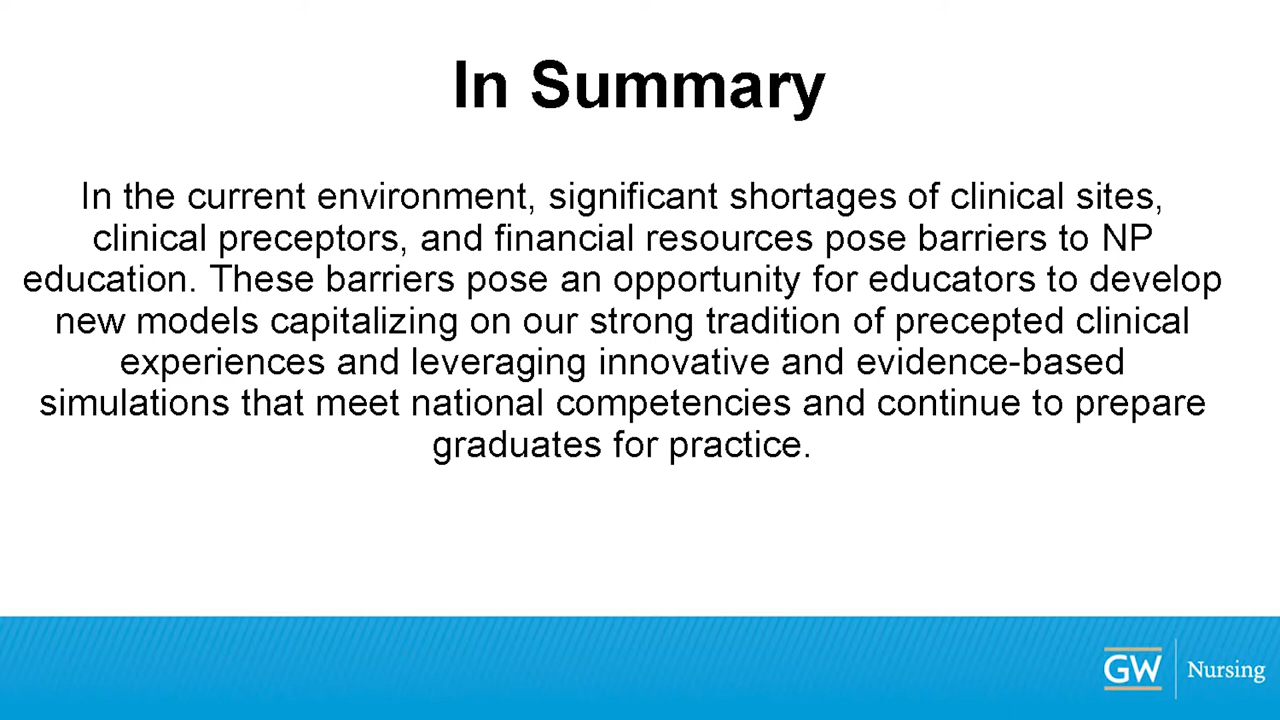 In Summary
In the current environment, significant shortages of clinical sites,
clinical preceptors, and financial resources pose barriers to NP
education. These barriers pose an opportunity for educators to develop
new models capitalizing on our strong tradition of precepted clinical
experiences and leveraging innovative and evidence-based
simulations that meet national competencies and continue to prepare
graduates for practice.
GW Nursing